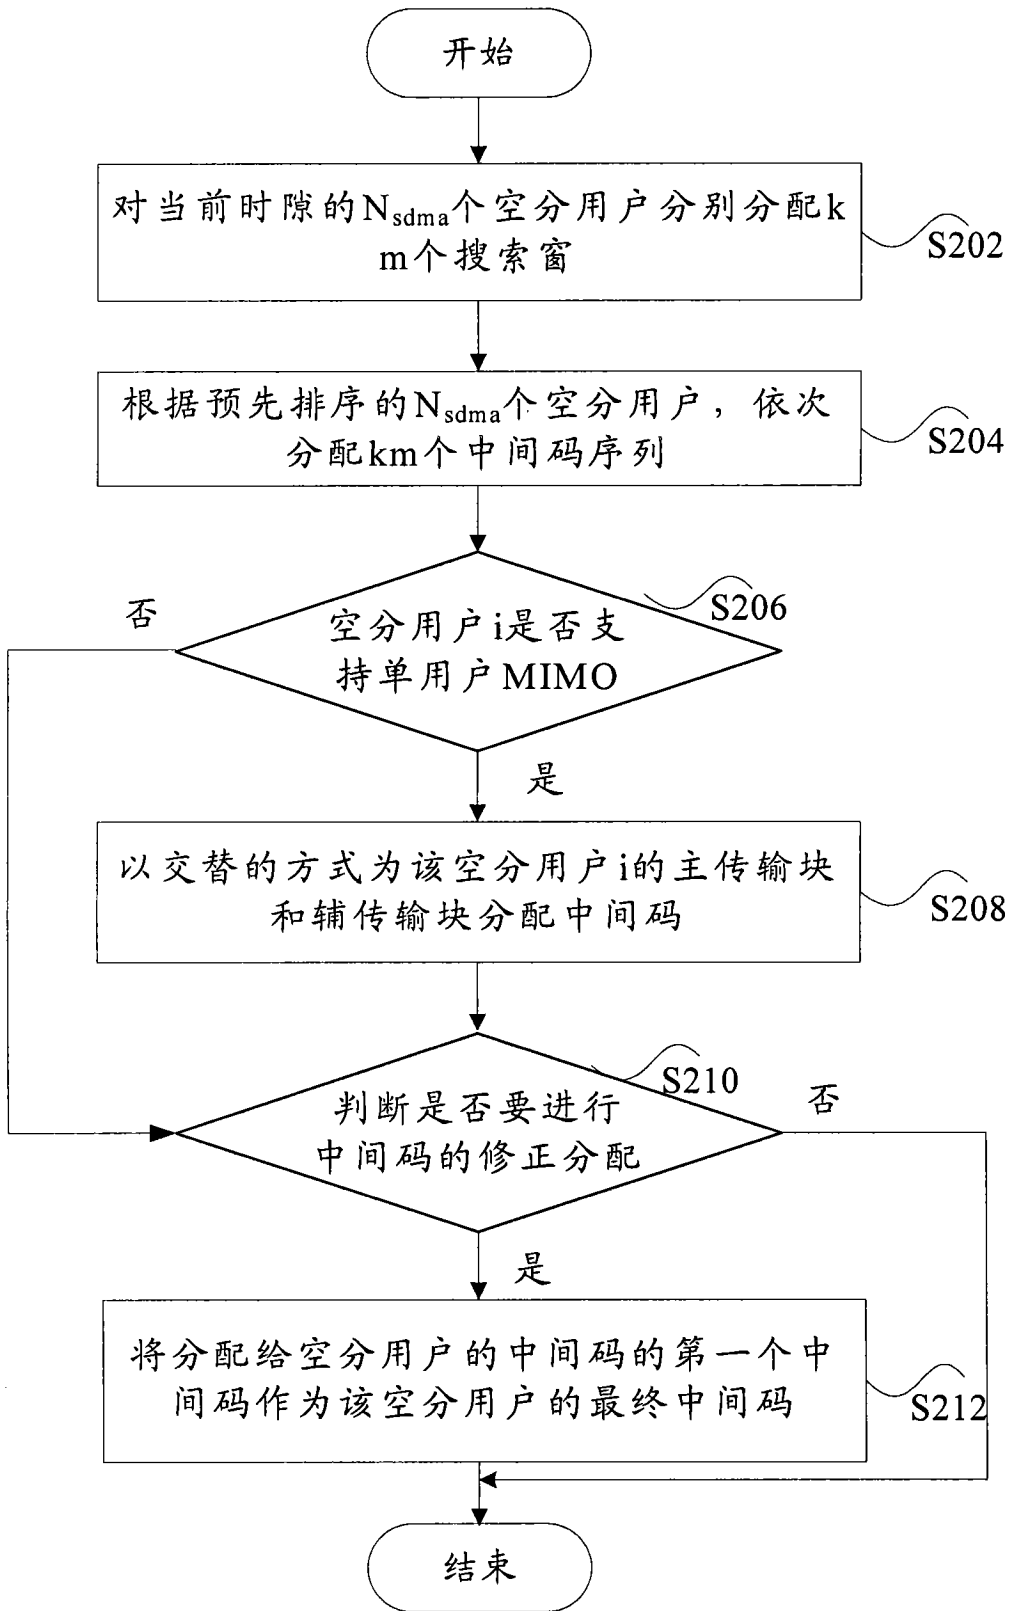 开始
对当前时隙的Nsdma个空分用户分别分配k
m个搜索窗
S202
根据预先排序的Nsdma个空分用户，依次
分配km个中间码序列
S204
否
空分用户i是否支
持单用户MIMO
S206
是
以交替的方式为该空分用户i的主传输块
和辅传输块分配中间码
S208
S210
判断是否要进行
中间码的修正分配
否
是
将分配给空分用户的中间码的第一个中
间码作为该空分用户的最终中间码
S212
结束